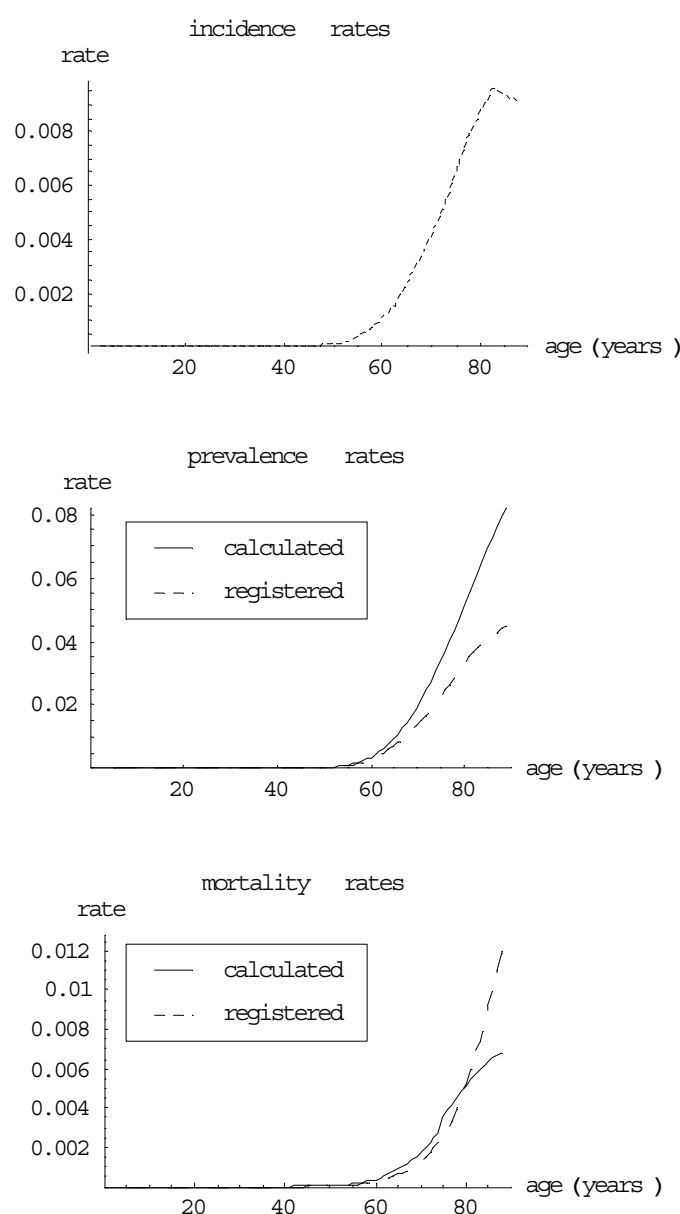 incidence rates
rate
0.008
0.006
0.004
0.002
20 40 60 80
age (years )
prevalence rates
rate
0.08
0.06
0.04
0.02
calculated
registered
20 40 60 80
age (years )
mortality rates
rate
0.012
0.01
0.008
0.006
0.004
0.002
calculated
registered
20 40 60 80
age (years )